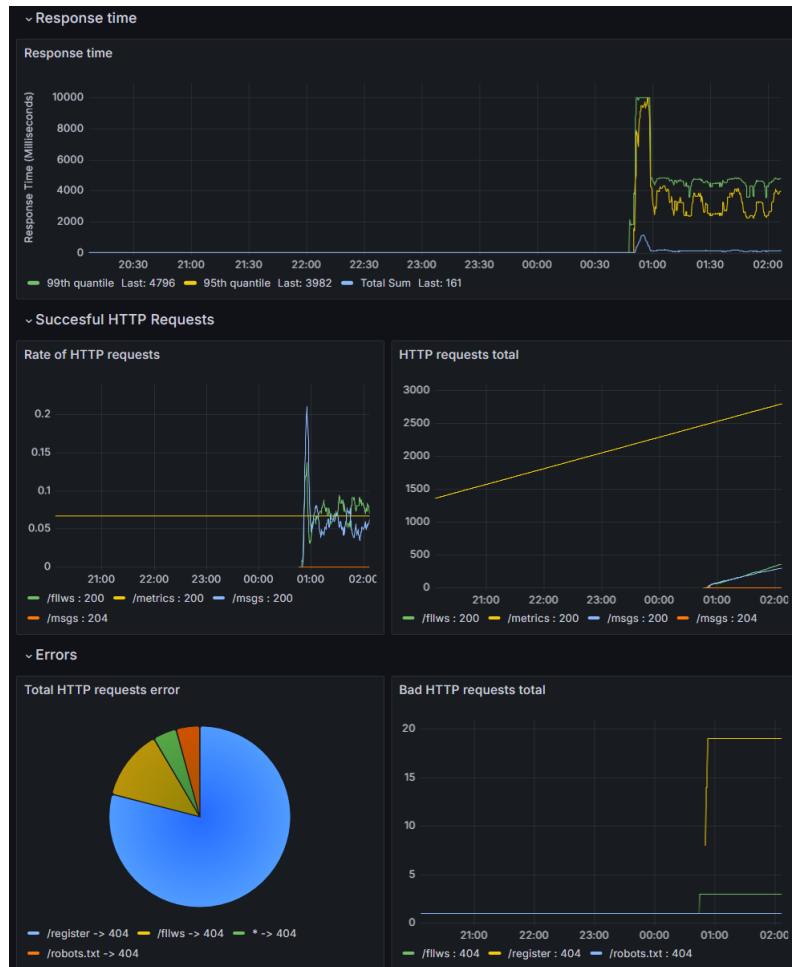 Response time
Response time
Response Time (Milliseconds)
10000
8000
6000
4000
2000
0
20:30 21:00 21:30 22:00 22:30 23:00 23:30 00:00 00:30 01:00 01:30 02:00
99th quantile Last: 4796 95th quantile Last: 3982 Total Sum Last: 161
Succesful HTTP Requests
Rate of HTTP requests
0.2
0.15
0.1
0.05
0
21:00 22:00 23:00 00:00 01:00 02:00
/fllws : 200 /metrics : 200 /msgs : 200
/msgs : 204
HTTP requests total
3000
2500
2000
1500
1000
500
0
21:00 22:00 23:00 00:00 01:00 02:00
/fllws : 200 /metrics : 200 /msgs : 200 /msgs : 204
Errors
Total HTTP requests error
/register -> 404 /fllws -> 404 * -> 404
/robots.txt -> 404
Bad HTTP requests total
20
15
10
5
0
21:00 22:00 23:00 00:00 01:00 02:00
/fllws : 404 /register : 404 /robots.txt : 404